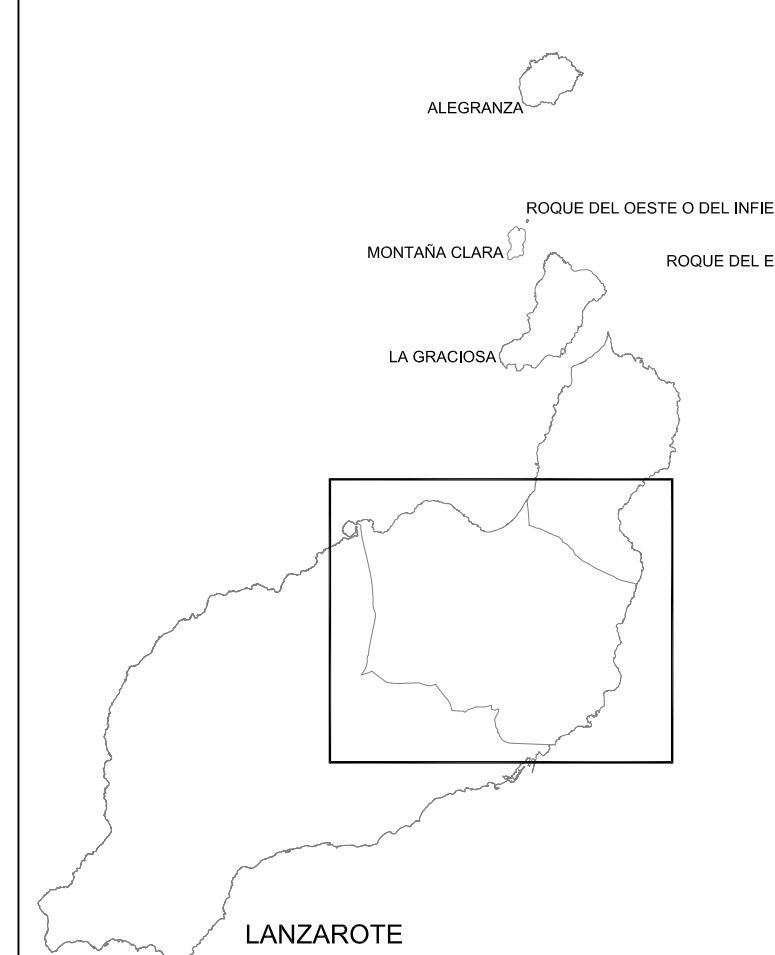 ALEGRANZA
ROQUE DEL OESTE O DEL INFIE
MONTAÑA CLARA
ROQUE DEL E
LA GRACIOSA
LANZAROTE